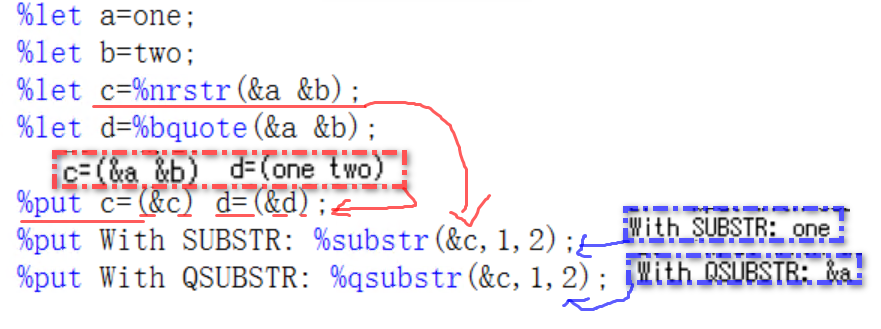 %let a=one;
%let b=two;
%let c=%nrstr(&a &b);
%let d=%bquote(&a &b);
c=(&a &b) d=(one two)
%put c=(&c) d=(&d);
%put With SUBSTR: %substr(&c,1,2); With SUBSTR: one
%put With QSUBSTR: %qsubstr(&c,1,2); With QSUBSTR: &a